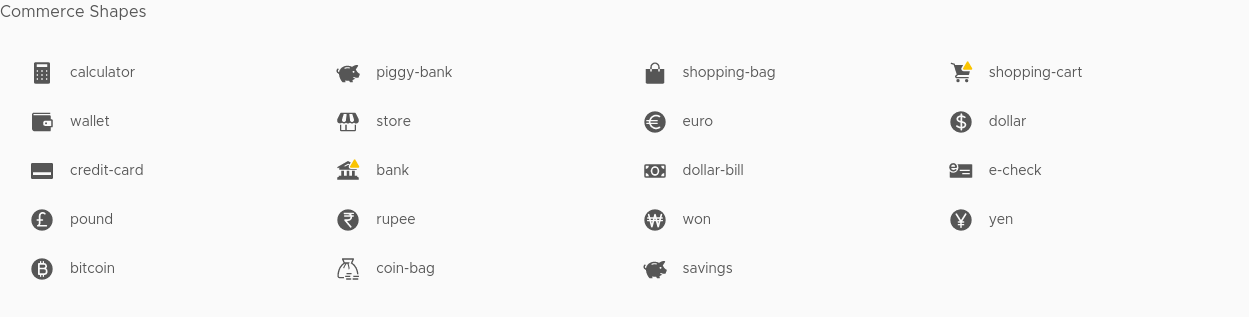 Commerce Shapes
calculator piggy-bank shopping-bag shopping-cart
wallet store euro dollar
credit-card bank dollar-bill e-check
pound rupee won yen
bitcoin coin-bag savings